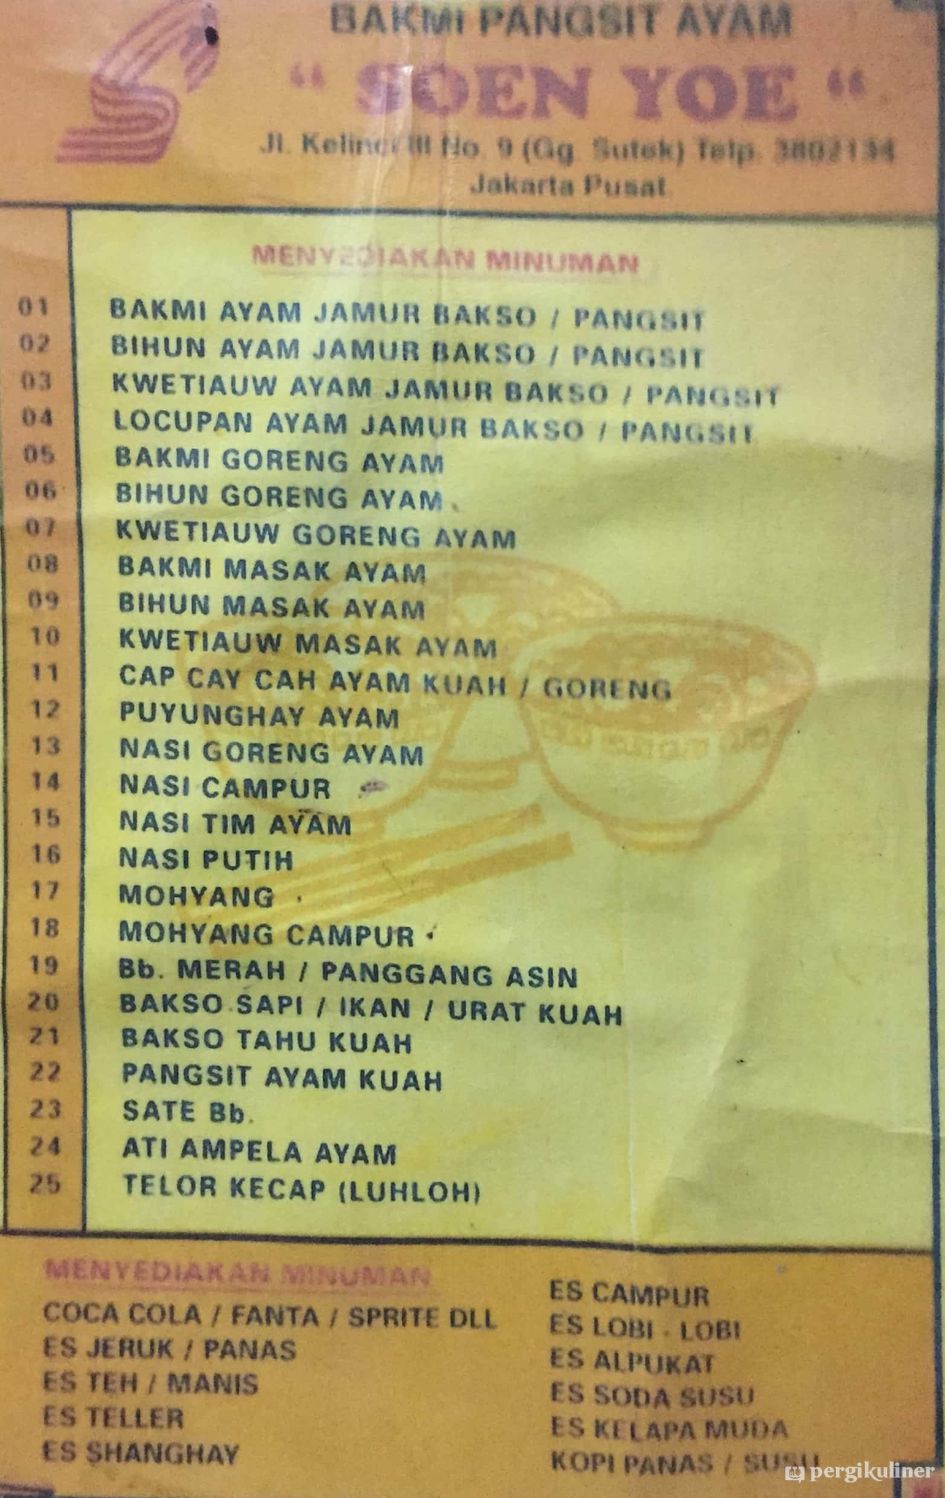 BAKMI PANGSIT AYAM
" SOEN YOE "
Jl. Kelinci III No. 9 (Gg. Sutek) Telp. 3802134
Jakarta Pusat
MENYEDIAKAN MINUMAN
01 BAKMI AYAM JAMUR BAKSO / PANGSIT
02 BIHUN AYAM JAMUR BAKSO / PANGSIT
03 KWETIAUW AYAM JAMUR BAKSO / PANGSIT
04 LOCUPAN AYAM JAMUR BAKSO / PANGSIT
05 BAKMI GORENG AYAM
06 BIHUN GORENG AYAM
07 KWETIAUW GORENG AYAM
08 BAKMI MASAK AYAM
09 BIHUN MASAK AYAM
10 KWETIAUW MASAK AYAM
11 CAP CAY CAH AYAM KUAH / GORENG
12 PUYUNGHAY AYAM
13 NASI GORENG AYAM
14 NASI CAMPUR
15 NASI TIM AYAM
16 NASI PUTIH
17 MOHYANG
18 MOHYANG CAMPUR
19 Bb. MERAH / PANGGANG ASIN
20 BAKSO SAPI / IKAN / URAT KUAH
21 BAKSO TAHU KUAH
22 PANGSIT AYAM KUAH
23 SATE Bb.
24 ATI AMPELA AYAM
25 TELOR KECAP (LUHLOH)
MENYEDIAKAN MINUMAN
COCA COLA / FANTA / SPRITE DLL
ES JERUK / PANAS
ES TEH / MANIS
ES TELLER
ES SHANGHAY
ES CAMPUR
ES LOBI - LOBI
ES ALPUKAT
ES SODA SUSU
ES KELAPA MUDA
KOPI PANAS / SUSU
pergikuliner